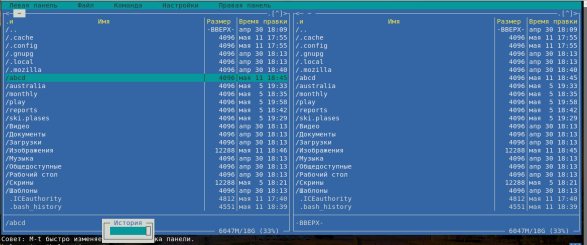 Левая панель Файл Команда Настройки Правая панель
.и Имя Размер Время правки .и Имя Размер Время правки
/.. -ВВЕРХ- апр 30 18:09 /.. -ВВЕРХ- апр 30 18:09
/.cache 4096 мая 11 17:55 /.cache 4096 мая 11 17:55
/.config 4096 мая 11 17:55 /.config 4096 мая 11 17:55
/.gnupg 4096 апр 30 18:13 /.gnupg 4096 апр 30 18:13
/.local 4096 апр 30 18:13 /.local 4096 апр 30 18:13
/.mozilla 4096 апр 30 18:40 /.mozilla 4096 апр 30 18:40
/abcd 4096 мая 11 18:45 /abcd 4096 мая 11 18:45
/australia 4096 мая 5 19:33 /australia 4096 мая 5 19:33
/monthly 4096 мая 5 18:35 /monthly 4096 мая 5 18:35
/play 4096 мая 5 19:58 /play 4096 мая 5 19:58
/reports 4096 мая 5 18:42 /reports 4096 мая 5 18:42
/ski.plases 4096 мая 5 19:29 /ski.plases 4096 мая 5 19:29
/Видео 4096 апр 30 18:13 /Видео 4096 апр 30 18:13
/Документы 4096 апр 30 18:13 /Документы 4096 апр 30 18:13
/Загрузки 4096 апр 30 18:13 /Загрузки 4096 апр 30 18:13
/Изображения 12288 мая 11 18:46 /Изображения 12288 мая 11 18:46
/Музыка 4096 апр 30 18:13 /Музыка 4096 апр 30 18:13
/Общедоступные 4096 апр 30 18:13 /Общедоступные 4096 апр 30 18:13
/Рабочий стол 4096 апр 30 18:13 /Рабочий стол 4096 апр 30 18:13
/Скрины 12288 мая 5 18:21 /Скрины 12288 мая 5 18:21
/Шаблоны 4096 апр 30 18:13 /Шаблоны 4096 апр 30 18:13
.ICEauthority 4812 мая 11 17:40 .ICEauthority 4812 мая 11 17:40
.bash_history 4551 мая 11 18:39 .bash_history 4551 мая 11 18:39
/abcd -ВВЕРХ-
История
6047M/18G (33%) 6047M/18G (33%)
Совет: M-t быстро изменяе ка панели.